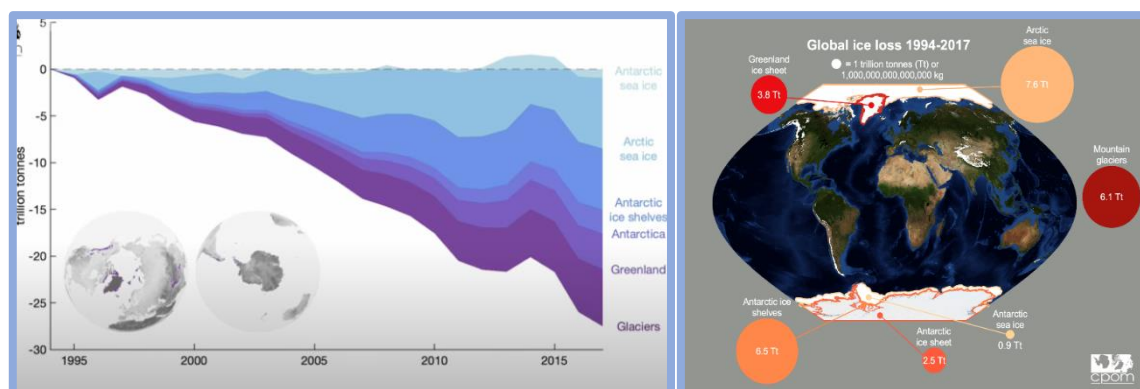 5
0
-5
-10
-15
-20
-25
-30
trillion tonnes
1995
2000
2005
2010
2015
Antarctic
sea ice
Arctic
sea ice
Antarctic
ice shelves
Antarctica
Greenland
Glaciers
Global ice loss 1994-2017
= 1 trillion tonnes (Tt) or
1,000,000,000,000,000 kg
Greenland
ice sheet
3.8 Tt
Arctic
sea ice
7.6 Tt
Mountain
glaciers
6.1 Tt
Antarctic ice
shelves
6.5 Tt
Antarctic
ice sheet
2.5 Tt
Antarctic
sea ice
0.9 Tt
cpom